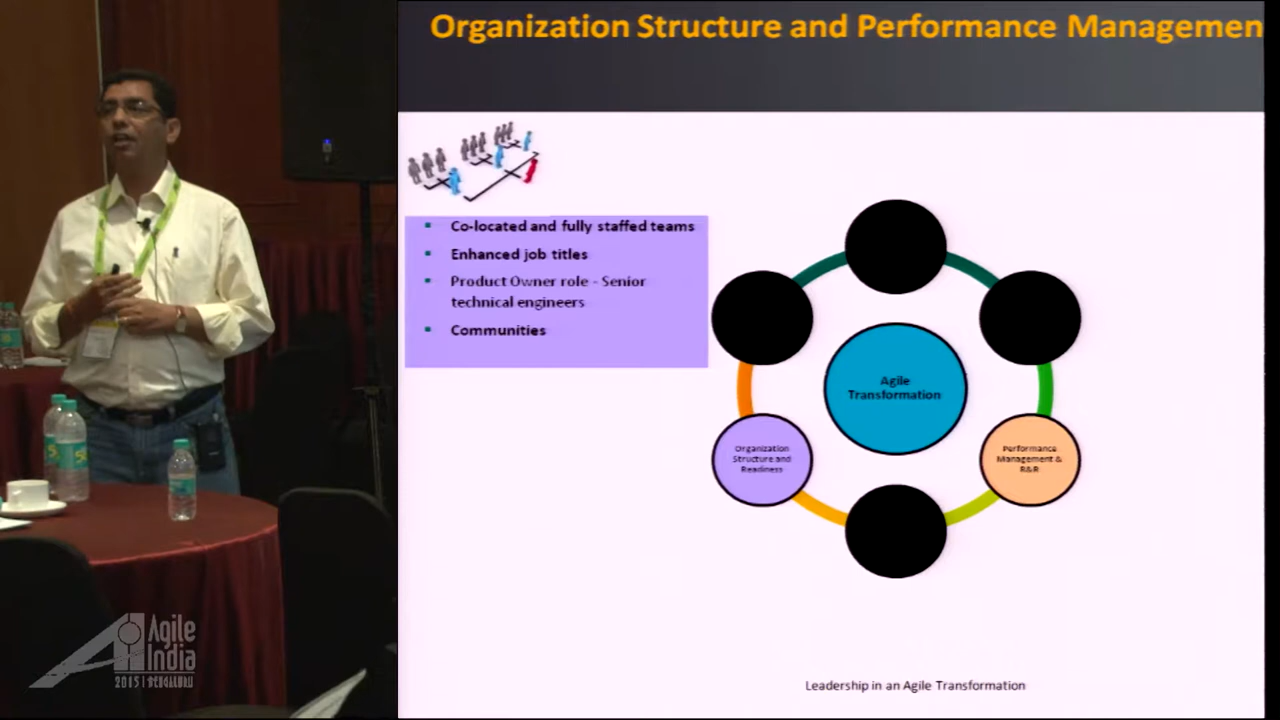 Organization Structure and Performance Managemen
Co-located and fully staffed teams
Enhanced job titles
Product Owner role - Senior
technical engineers
Communities
Agile
Transformation
Organization
Structure and
Readiness
Performance
Management &
R&R
Leadership in an Agile Transformation
Agile
India
2015 | BENGALURU